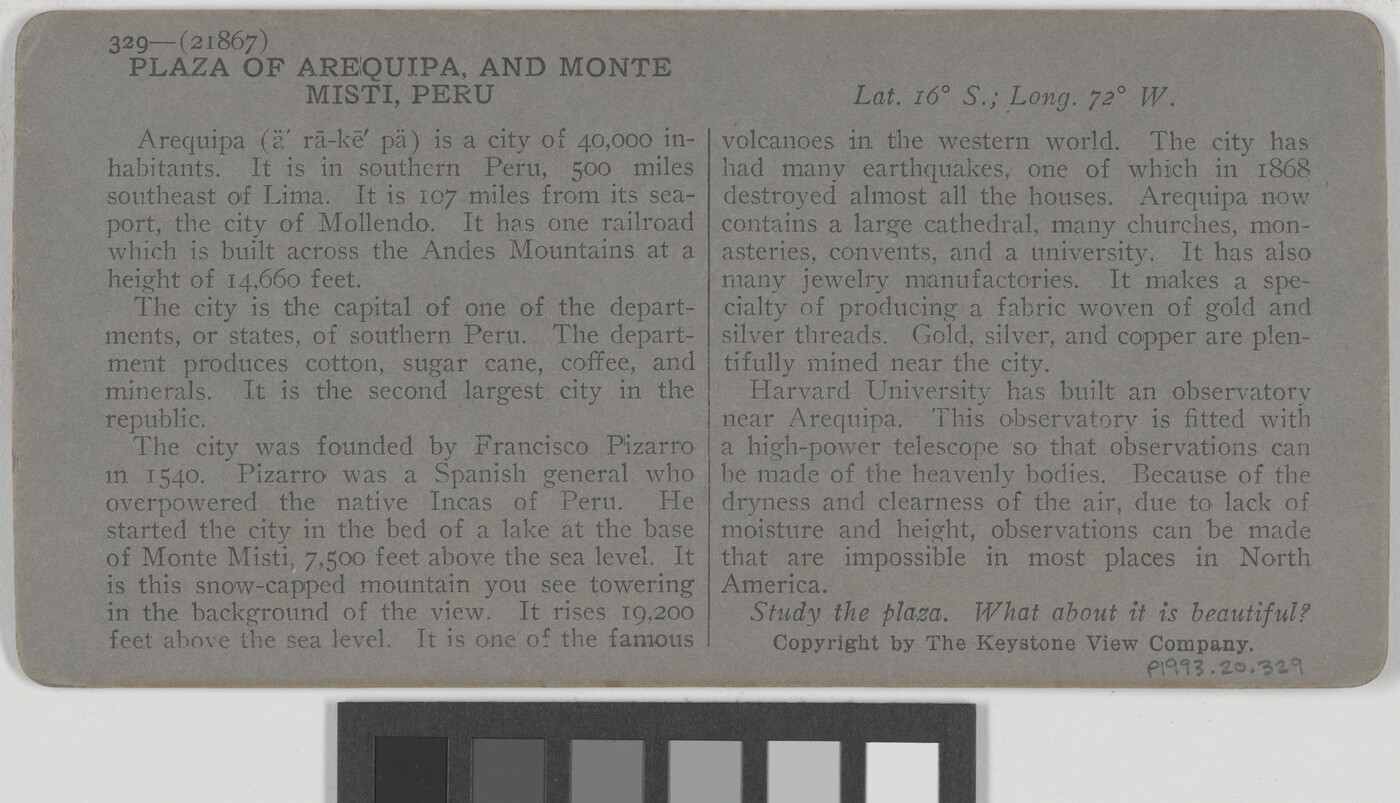 329—(21867)
PLAZA OF AREQUIPA, AND MONTE
MISTI, PERU
Lat. 16° S.; Long. 72° W.
Arequipa (ä′ rā-kē′ pä) is a city of 40,000 in-
habitants. It is in southern Peru, 500 miles
southeast of Lima. It is 107 miles from its sea-
port, the city of Mollendo. It has one railroad
which is built across the Andes Mountains at a
height of 14,660 feet.
The city is the capital of one of the depart-
ments, or states, of southern Peru. The depart-
ment produces cotton, sugar cane, coffee, and
minerals. It is the second largest city in the
republic.
The city was founded by Francisco Pizarro
in 1540. Pizarro was a Spanish general who
overpowered the native Incas of Peru. He
started the city in the bed of a lake at the base
of Monte Misti, 7,500 feet above the sea level. It
is this snow-capped mountain you see towering
in the background of the view. It rises 19,200
feet above the sea level. It is one of the famous
volcanoes in the western world. The city has
had many earthquakes, one of which in 1868
destroyed almost all the houses. Arequipa now
contains a large cathedral, many churches, mon-
asteries, convents, and a university. It has also
many jewelry manufactories. It makes a spe-
cialty of producing a fabric woven of gold and
silver threads. Gold, silver, and copper are plen-
tifully mined near the city.
Harvard University has built an observatory
near Arequipa. This observatory is fitted with
a high-power telescope so that observations can
be made of the heavenly bodies. Because of the
dryness and clearness of the air, due to lack of
moisture and height, observations can be made
that are impossible in most places in North
America.
Study the plaza. What about it is beautiful?
Copyright by The Keystone View Company.
P1993.20.329